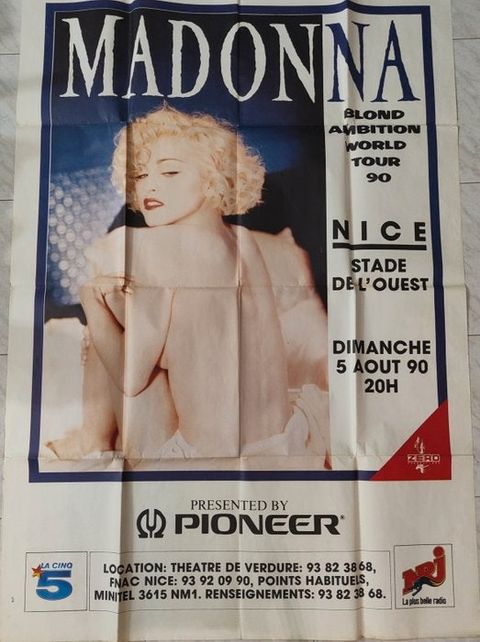 MADONNA
BLOND
AMBITION
WORLD
TOUR
90
NICE
STADE
DE L'OUEST
DIMANCHE
5 AOUT 90
20H
ZERO
PRESENTED BY
PIONEER
LA CINQ
5
LOCATION: THEATRE DE VERDURE: 93 82 38 68,
FNAC NICE: 93 92 09 90, POINTS HABITUELS,
MINITEL 3615 NM1. RENSEIGNEMENTS: 93 82 38 68.
NRJ
La plus belle radio